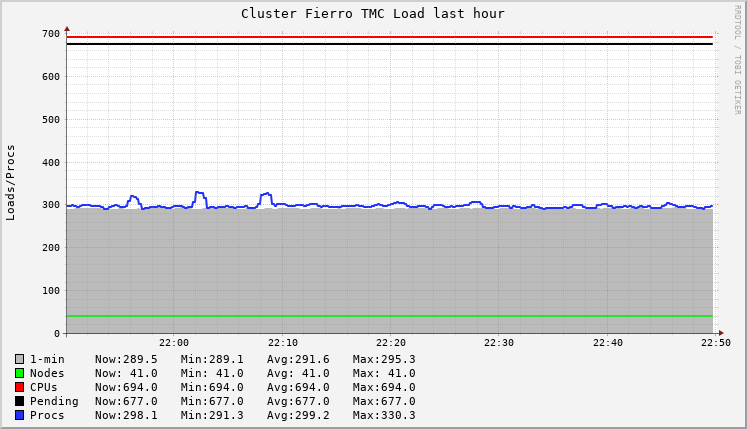 Cluster Fierro TMC Load last hour
RRDTOOL / TOBI OETIKER
Loads/Procs
700
600
500
400
300
200
100
0
22:00 22:10 22:20 22:30 22:40 22:50
1-min Now:289.5 Min:289.1 Avg:291.6 Max:295.3
Nodes Now: 41.0 Min: 41.0 Avg: 41.0 Max: 41.0
CPUs Now:694.0 Min:694.0 Avg:694.0 Max:694.0
Pending Now:677.0 Min:677.0 Avg:677.0 Max:677.0
Procs Now:298.1 Min:291.3 Avg:299.2 Max:330.3